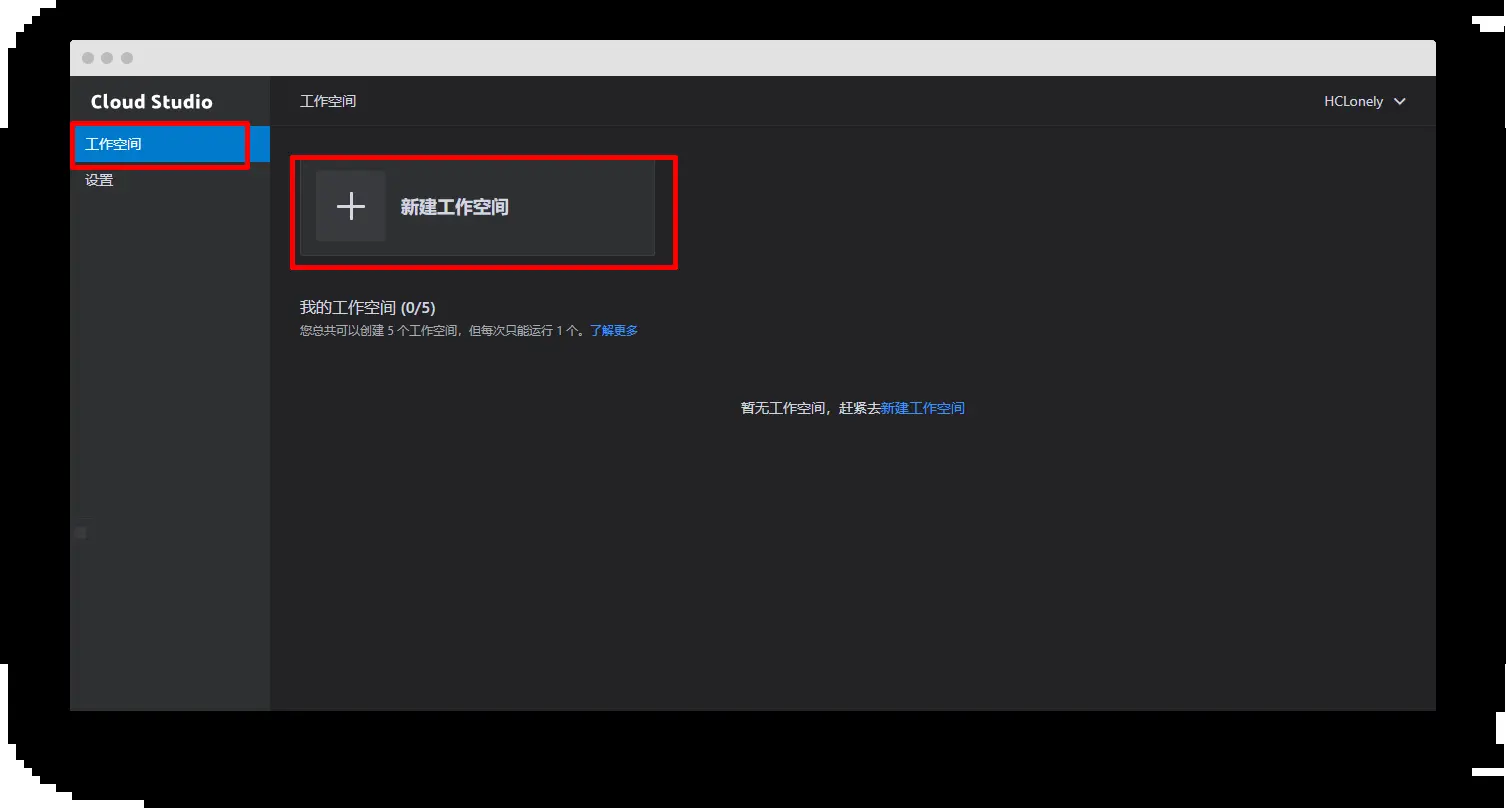 Cloud Studio
工作空间
HCLonely
工作空间
设置
新建工作空间
我的工作空间 (0/5)
您总共可以创建 5 个工作空间，但每次只能运行 1 个。了解更多
暂无工作空间，赶紧去新建工作空间